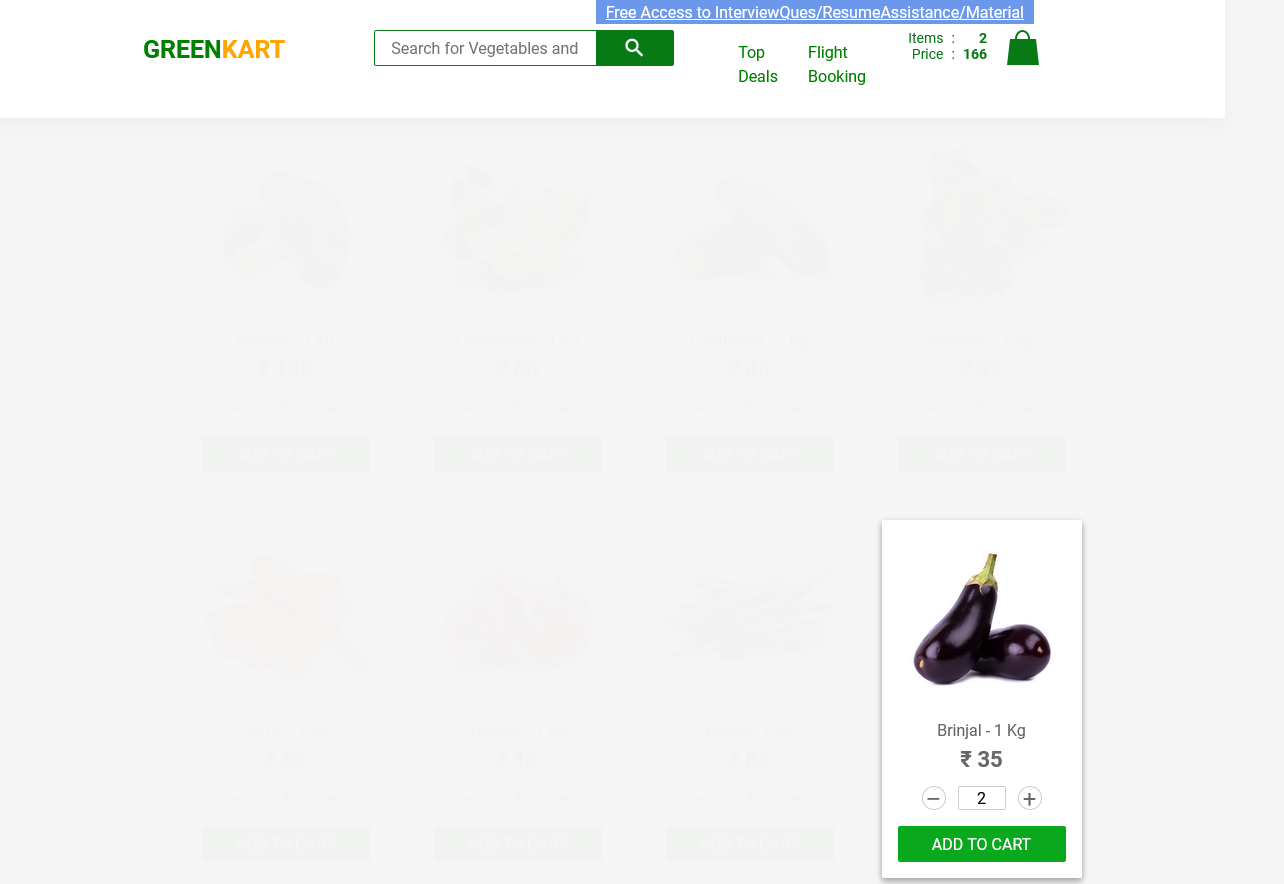 Free Access to InterviewQues/ResumeAssistance/Material
GREENKART
Search for Vegetables and
Top Deals
Flight Booking
Items : 2
Price : 166
Brocolli - 1 Kg
₹ 120
− 1 +
ADD TO CART
Cauliflower - 1 Kg
₹ 60
− 1 +
ADD TO CART
Cucumber - 1 Kg
₹ 48
− 1 +
ADD TO CART
Beetroot - 1 Kg
₹ 32
− 1 +
ADD TO CART
Carrot - 1 Kg
₹ 56
− 1 +
ADD TO CART
Tomato - 1 Kg
₹ 16
− 1 +
ADD TO CART
Beans - 1 Kg
₹ 82
− 1 +
ADD TO CART
Brinjal - 1 Kg
₹ 35
− 2 +
ADD TO CART